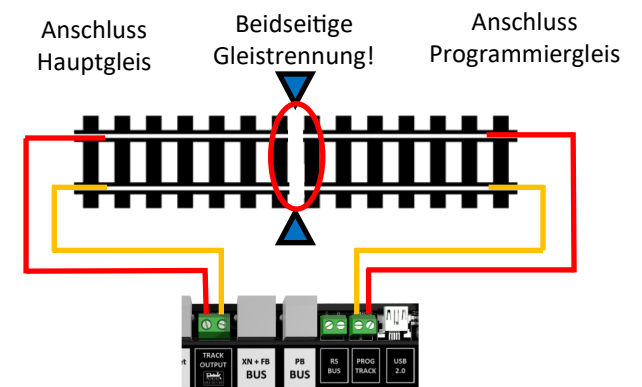 Anschluss
Hauptgleis
Beidseitige
Gleistrennung!
Anschluss
Programmiergleis
TRACK
OUTPUT
XN + FB
BUS
PB
BUS
RS
BUS
PROG
TRACK
USB
2.0